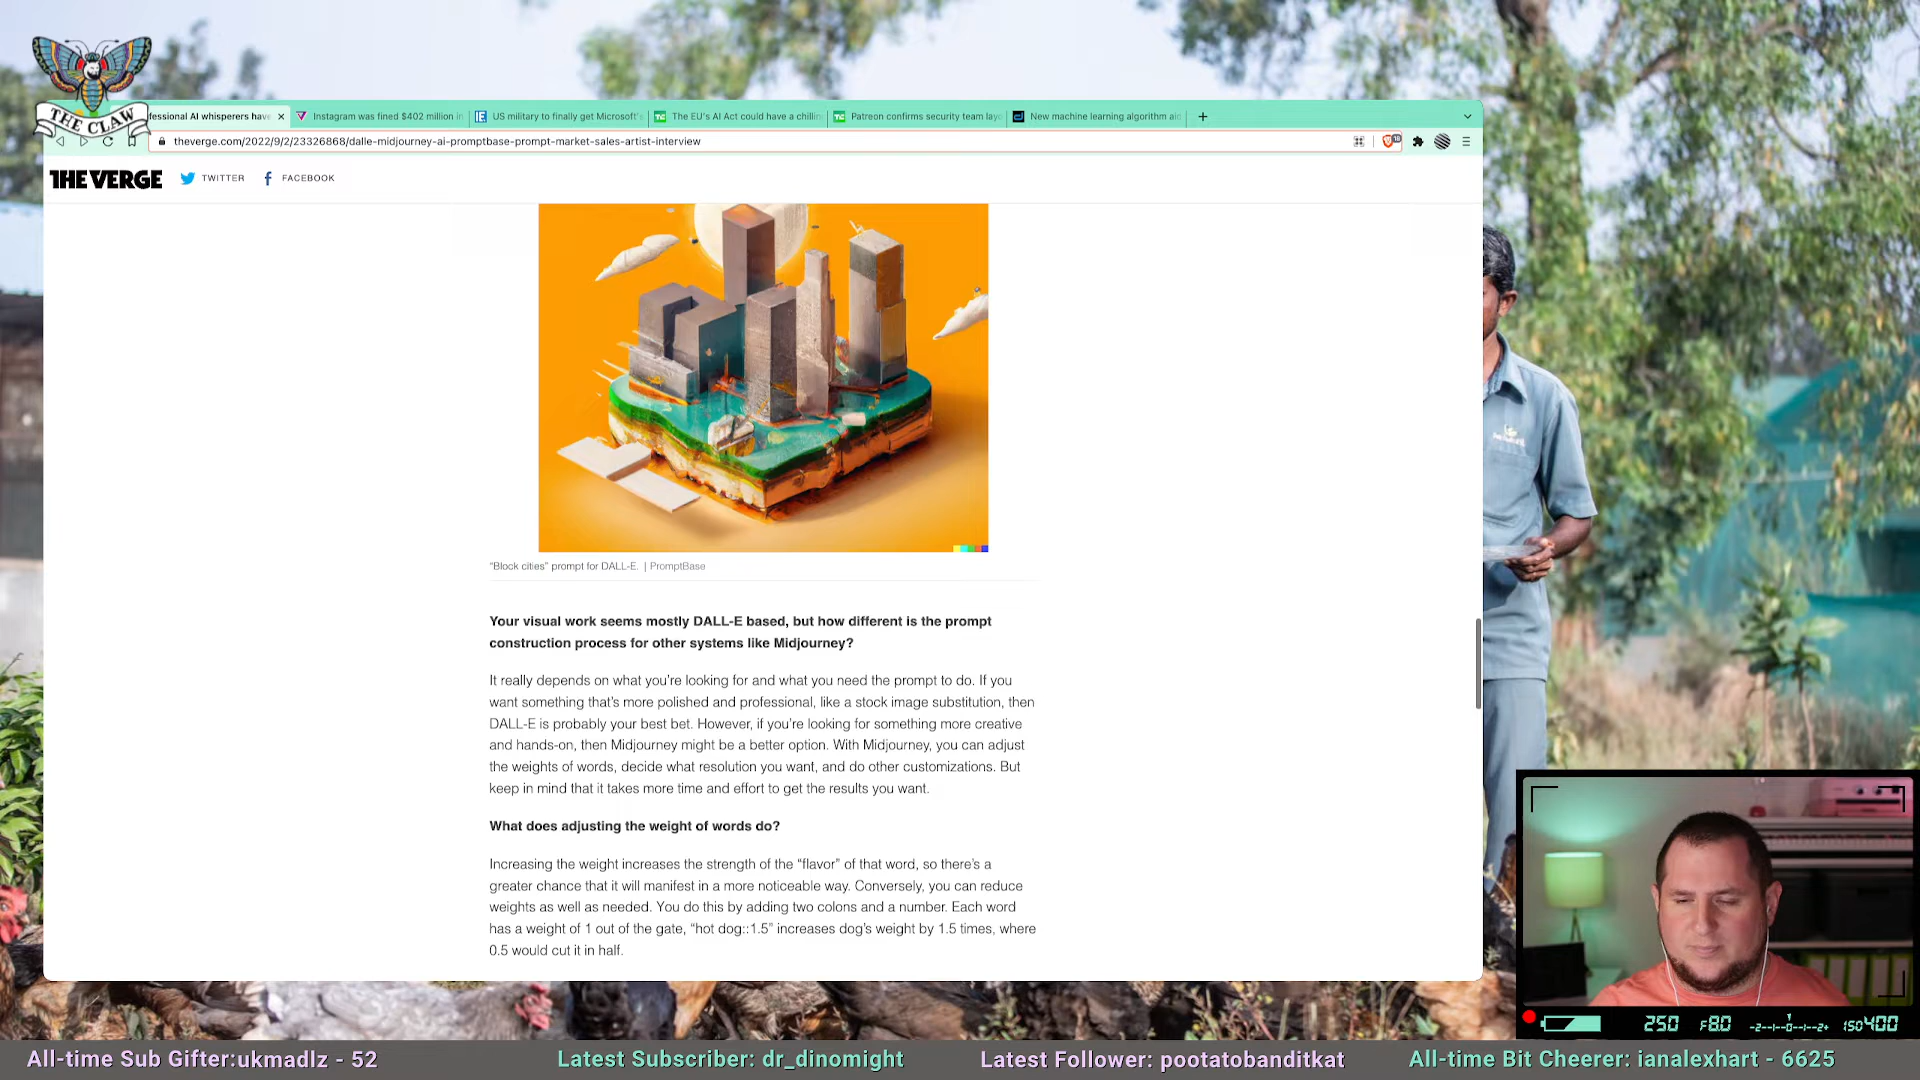 THE CLAW
fessional AI whisperers have
Instagram was fined $402 million in
US military to finally get Microsoft's
The EU's AI Act could have a chillin
Patreon confirms security team laye
New machine learning algorithm aid
theverge.com/2022/9/2/23326868/dalle-midjourney-ai-promptbase-prompt-market-sales-artist-interview
THE VERGE TWITTER FACEBOOK
"Block cities" prompt for DALL-E. | PromptBase
Your visual work seems mostly DALL-E based, but how different is the prompt
construction process for other systems like Midjourney?
It really depends on what you're looking for and what you need the prompt to do. If you
want something that's more polished and professional, like a stock image substitution, then
DALL-E is probably your best bet. However, if you're looking for something more creative
and hands-on, then Midjourney might be a better option. With Midjourney, you can adjust
the weights of words, decide what resolution you want, and do other customizations. But
keep in mind that it takes more time and effort to get the results you want.
What does adjusting the weight of words do?
Increasing the weight increases the strength of the "flavor" of that word, so there's a
greater chance that it will manifest in a more noticeable way. Conversely, you can reduce
weights as well as needed. You do this by adding two colons and a number. Each word
has a weight of 1 out of the gate, "hot dog::1.5" increases dog's weight by 1.5 times, where
0.5 would cut it in half.
250 F8.0 -2--1--0--1--2+ ISO400
All-time Sub Gifter:ukmadlz - 52
Latest Subscriber: dr_dinomight
Latest Follower: pootatobanditkat
All-time Bit Cheerer: ianalexhart - 6625